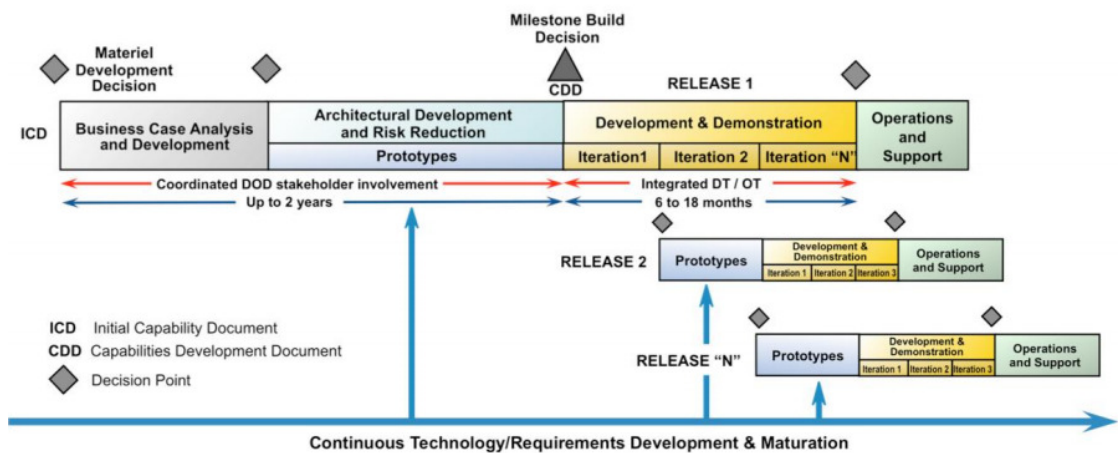 Milestone Build
Decision
Materiel
Development
Decision
CDD
RELEASE 1
ICD
Business Case Analysis
and Development
Architectural Development
and Risk Reduction
Prototypes
Development & Demonstration
Iteration1
Iteration 2
Iteration “N”
Operations
and
Support
Coordinated DOD stakeholder involvement
Integrated DT / OT
Up to 2 years
6 to 18 months
RELEASE 2
Prototypes
Development &
Demonstration
Iteration 1
Iteration 2
Iteration 3
Operations
and Support
ICD Initial Capability Document
CDD Capabilities Development Document
Decision Point
RELEASE “N”
Prototypes
Development &
Demonstration
Iteration 1
Iteration 2
Iteration 3
Operations
and Support
Continuous Technology/Requirements Development & Maturation